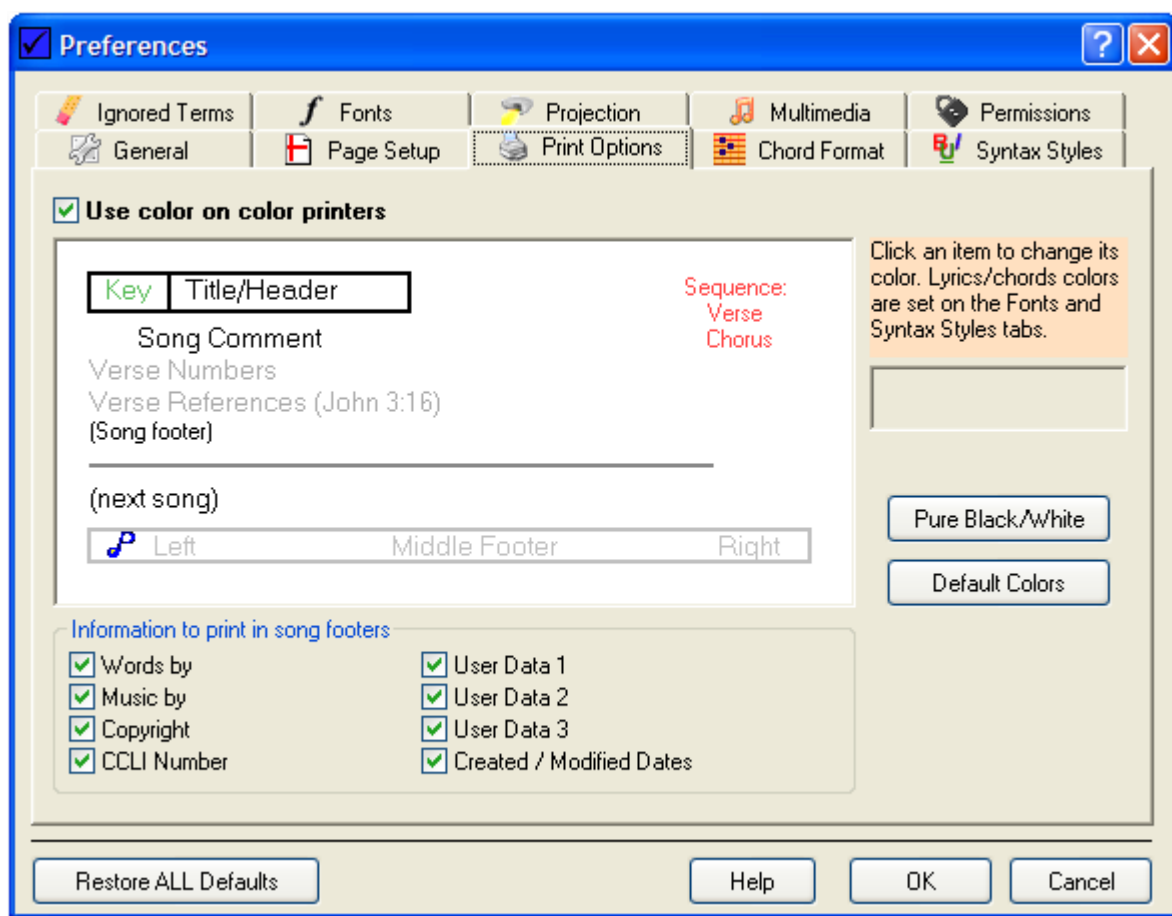 Preferences
Ignored Terms Fonts Projection Multimedia Permissions
General Page Setup Print Options Chord Format Syntax Styles
Use color on color printers
Key Title/Header
Sequence:
Verse
Chorus
Song Comment
Verse Numbers
Verse References (John 3:16)
(Song footer)
(next song)
Left Middle Footer Right
Click an item to change its
color. Lyrics/chords colors
are set on the Fonts and
Syntax Styles tabs.
Pure Black/White
Default Colors
Information to print in song footers
Words by User Data 1
Music by User Data 2
Copyright User Data 3
CCLI Number Created / Modified Dates
Restore ALL Defaults Help OK Cancel